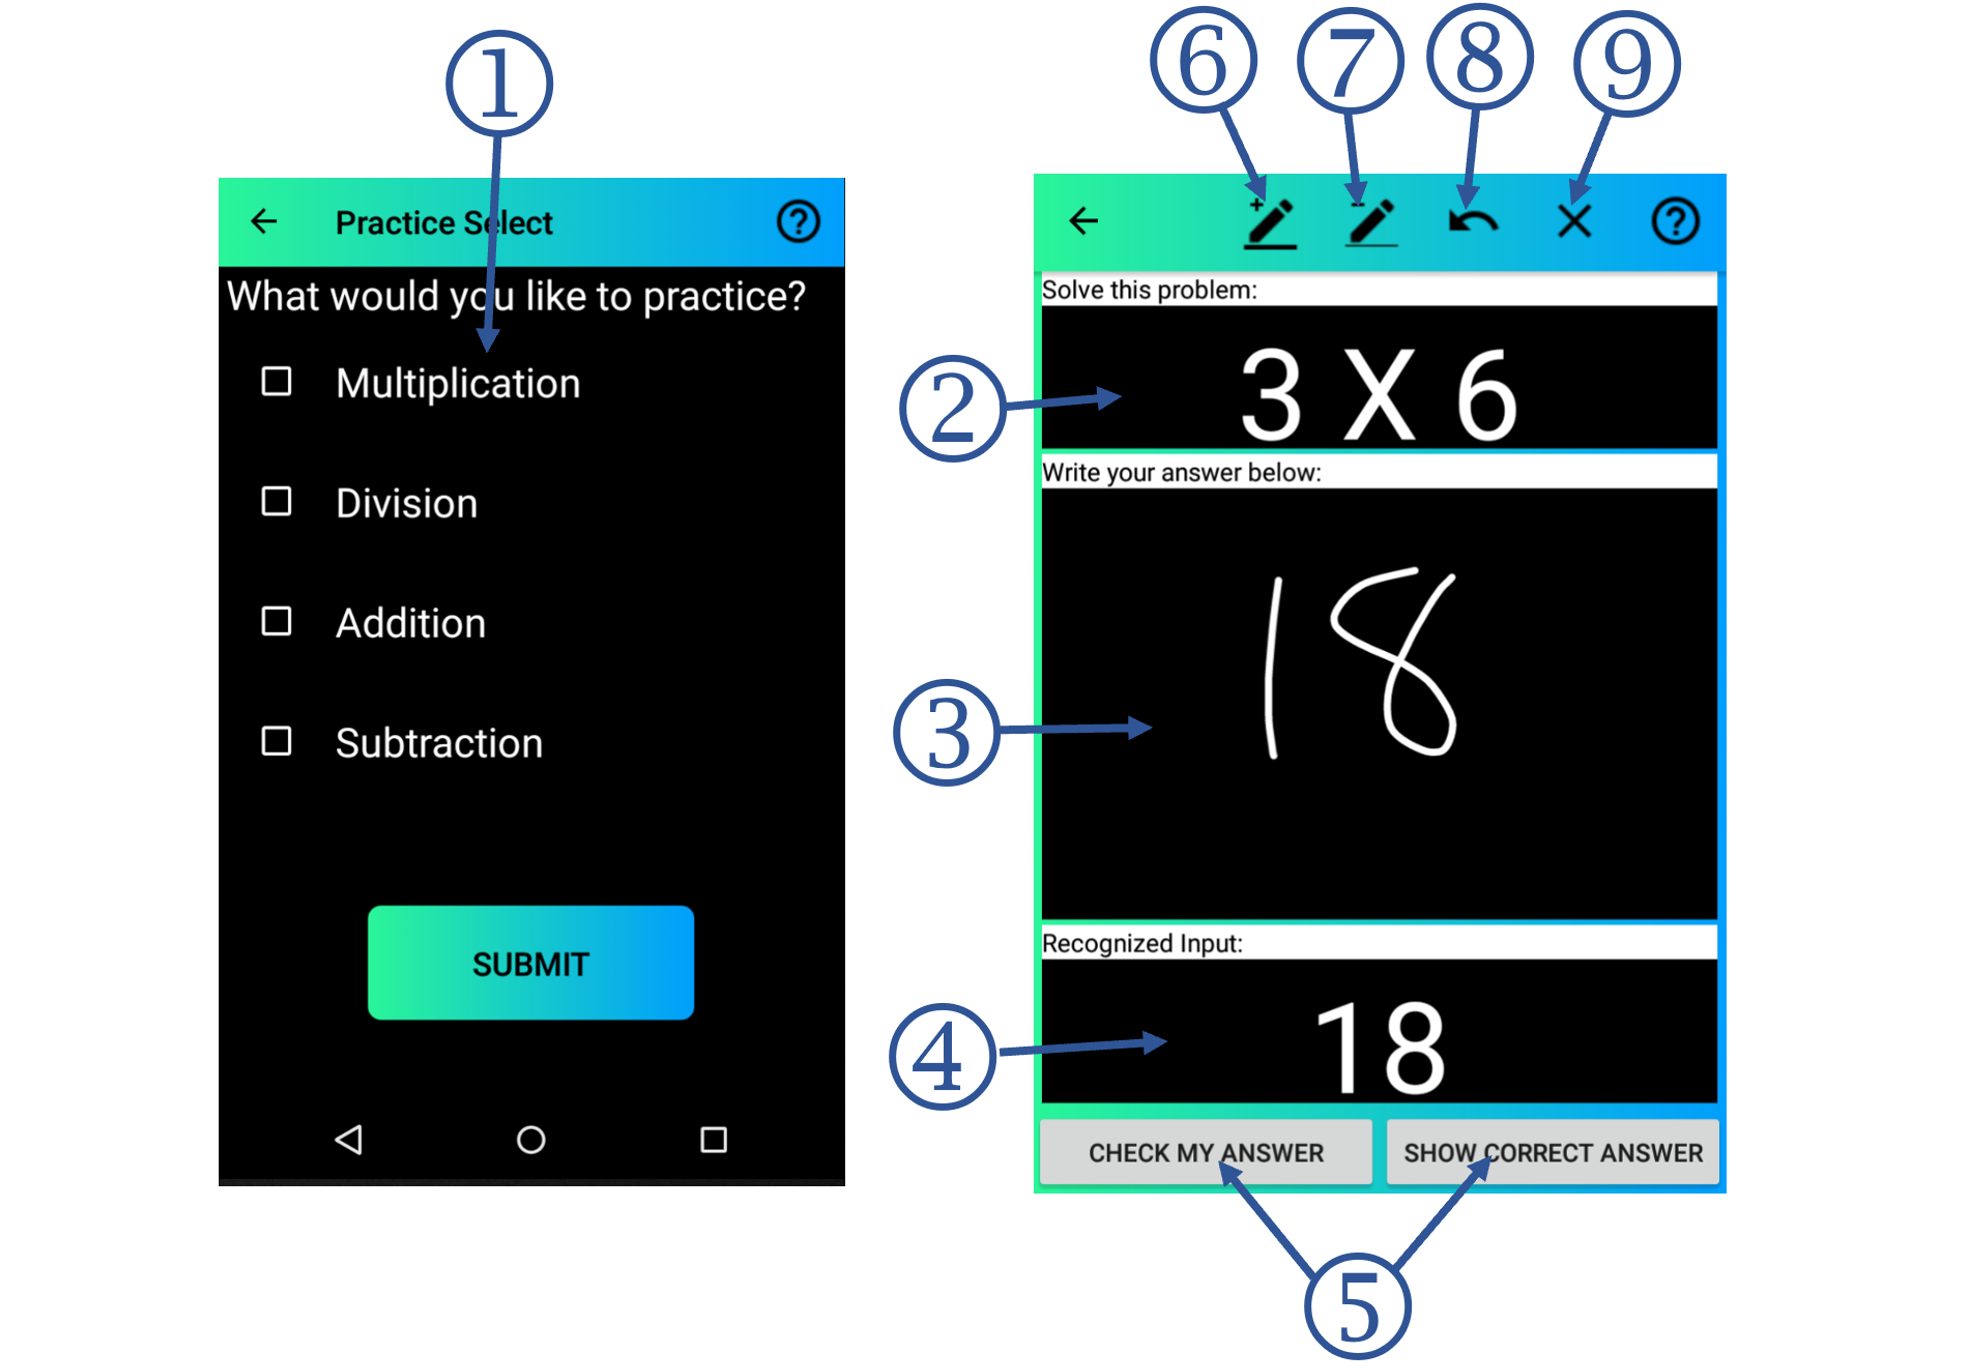 1
6 7 8 9
Practice Select
What would you like to practice?
Multiplication
Division
Addition
Subtraction
SUBMIT
Solve this problem:
2
3 X 6
Write your answer below:
3
18
Recognized Input:
4
18
CHECK MY ANSWER SHOW CORRECT ANSWER
5